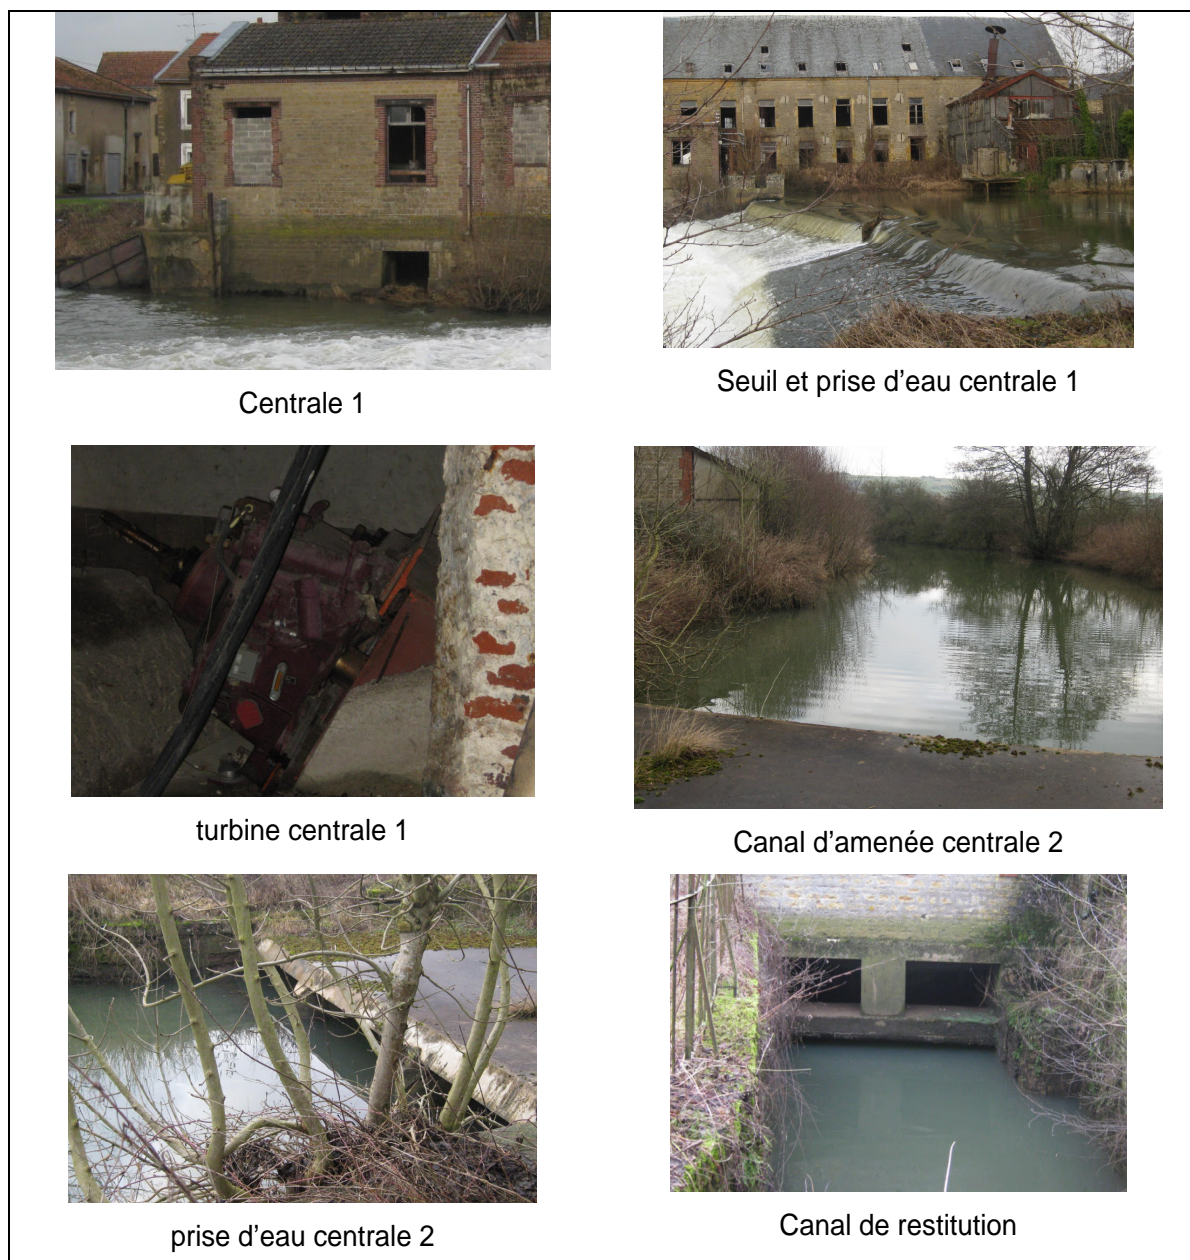 Centrale 1
Seuil et prise d'eau centrale 1
turbine centrale 1
Canal d'amenée centrale 2
prise d'eau centrale 2
Canal de restitution